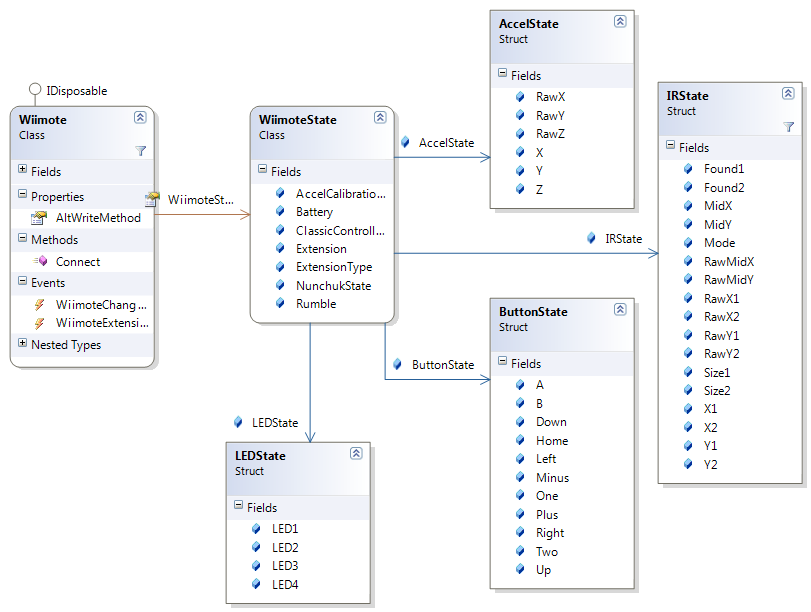 IDisposable
Wiimote
Class
Fields
Properties
AltWriteMethod
Methods
Connect
Events
WiimoteChang...
WiimoteExtensi...
Nested Types
WiimoteSt...
WiimoteState
Class
Fields
AccelCalibratio...
Battery
ClassicControll...
Extension
ExtensionType
NunchukState
Rumble
AccelState
AccelState
Struct
Fields
RawX
RawY
RawZ
X
Y
Z
IRState
IRState
Struct
Fields
Found1
Found2
MidX
MidY
Mode
RawMidX
RawMidY
RawX1
RawX2
RawY1
RawY2
Size1
Size2
X1
X2
Y1
Y2
ButtonState
ButtonState
Struct
Fields
A
B
Down
Home
Left
Minus
One
Plus
Right
Two
Up
LEDState
LEDState
Struct
Fields
LED1
LED2
LED3
LED4